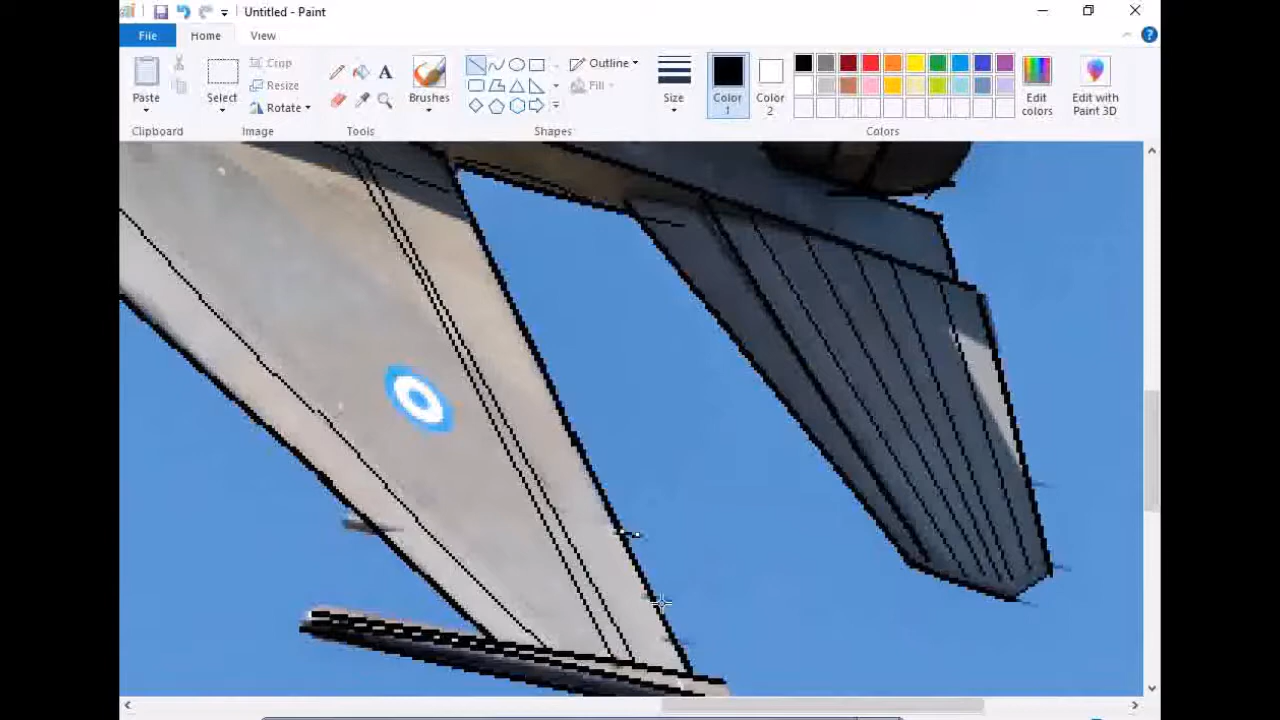 Untitled - Paint
File
Home
View
Paste
Clipboard
Select
Crop
Resize
Rotate
Image
Tools
Brushes
Outline
Fill
Shapes
Size
Color
1
Color
2
Edit
colors
Edit with
Paint 3D
Colors